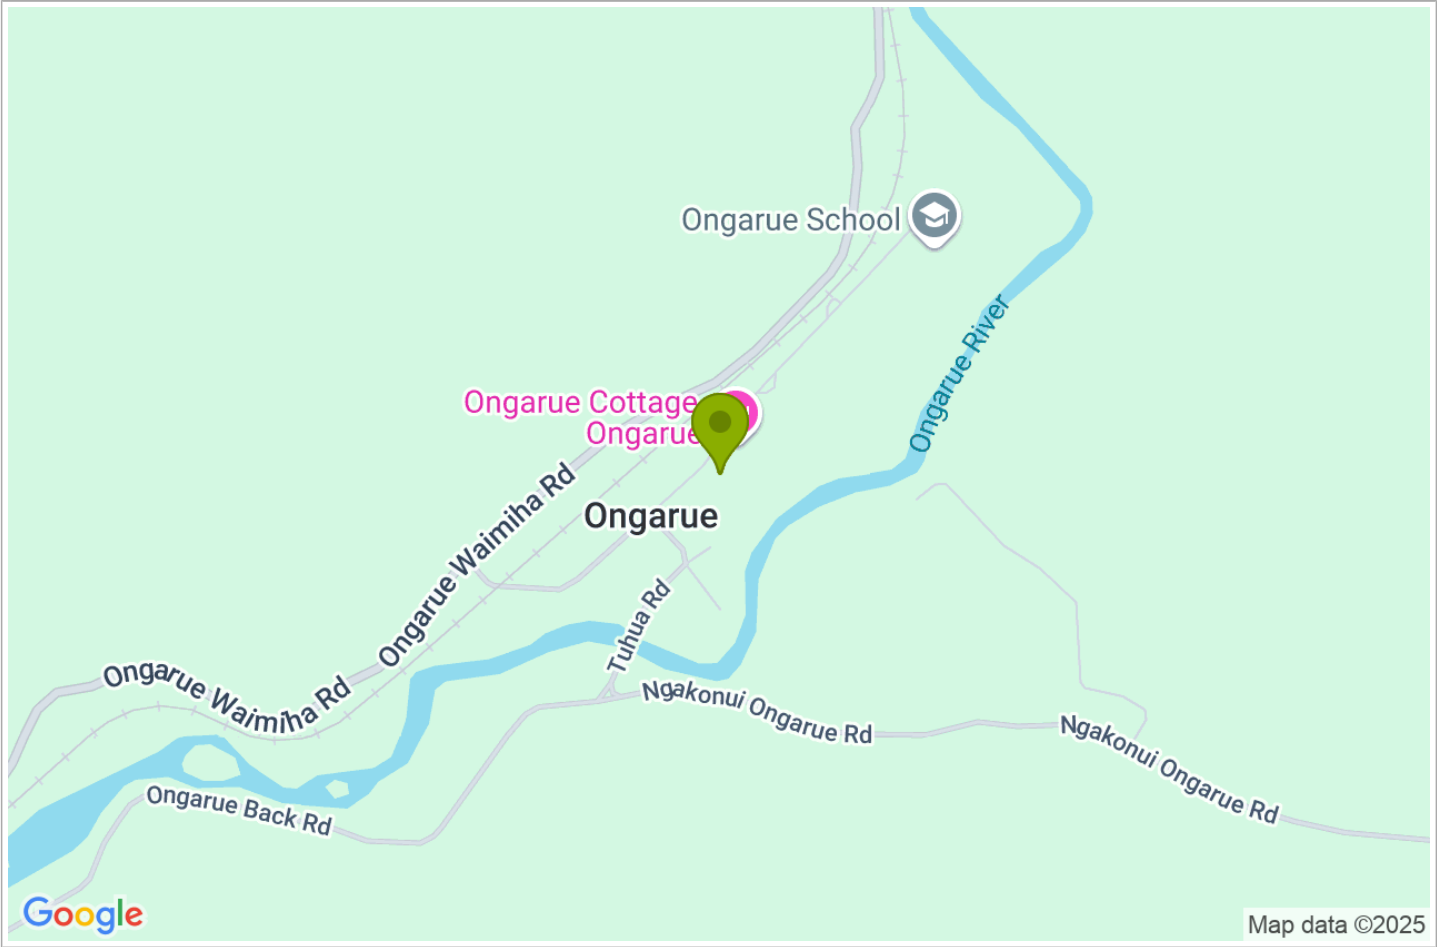 Ongarue School
Ongarue River
Ongarue Cottage
Ongarue
Ongarue Waimiha Rd
Ongarue
Tuhua Rd
Ongarue Waimiha Rd
Ngakonui Ongarue Rd
Ngakonui Ongarue Rd
Ongarue Back Rd
Google
Map data ©2025